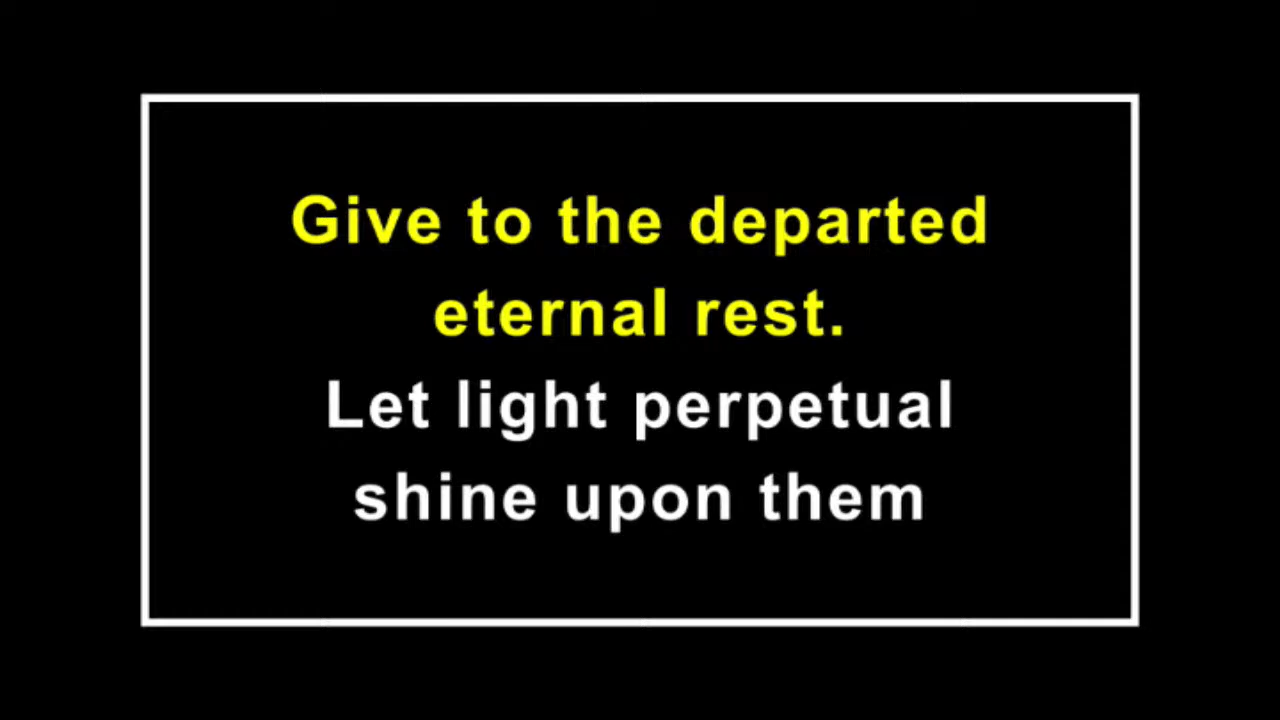 Give to the departed
eternal rest.
Let light perpetual
shine upon them